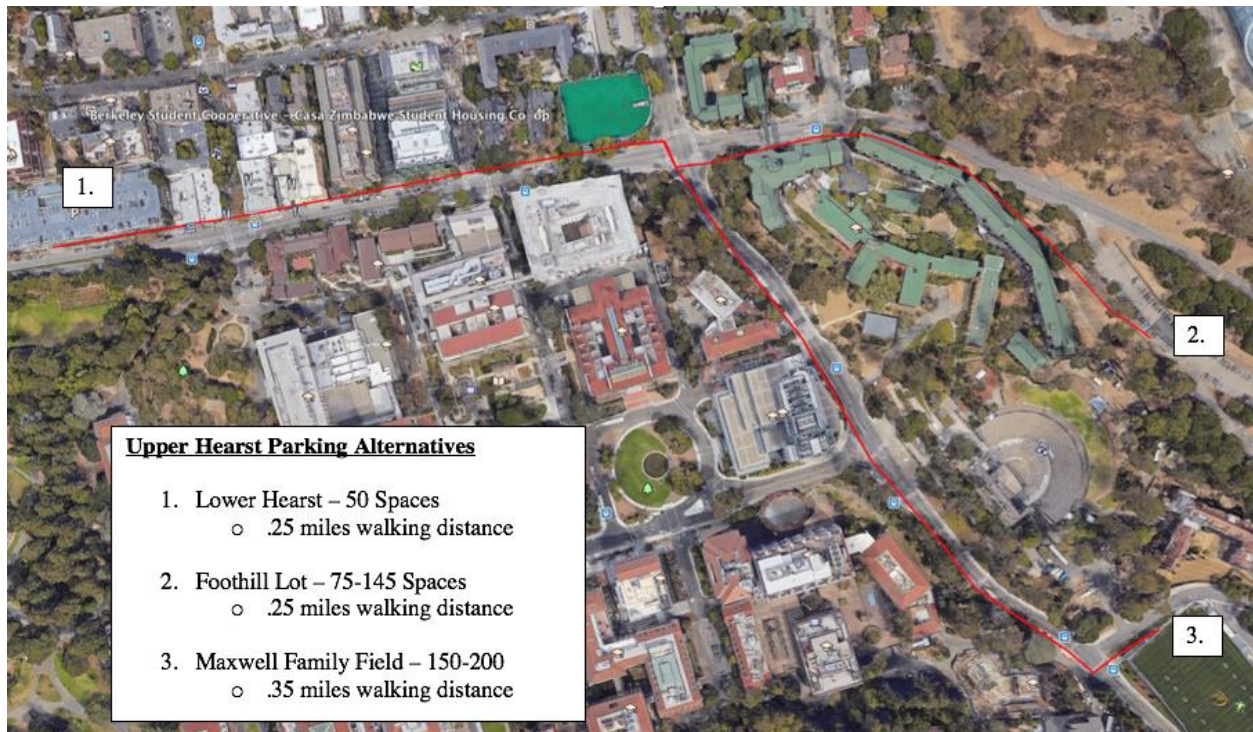 Berkeley Student Cooperative - Casa Zimbabwe Student Housing Co op
1.
P
2.
Upper Hearst Parking Alternatives
1. Lower Hearst – 50 Spaces
o .25 miles walking distance
2. Foothill Lot – 75-145 Spaces
o .25 miles walking distance
3. Maxwell Family Field – 150-200
o .35 miles walking distance
3.